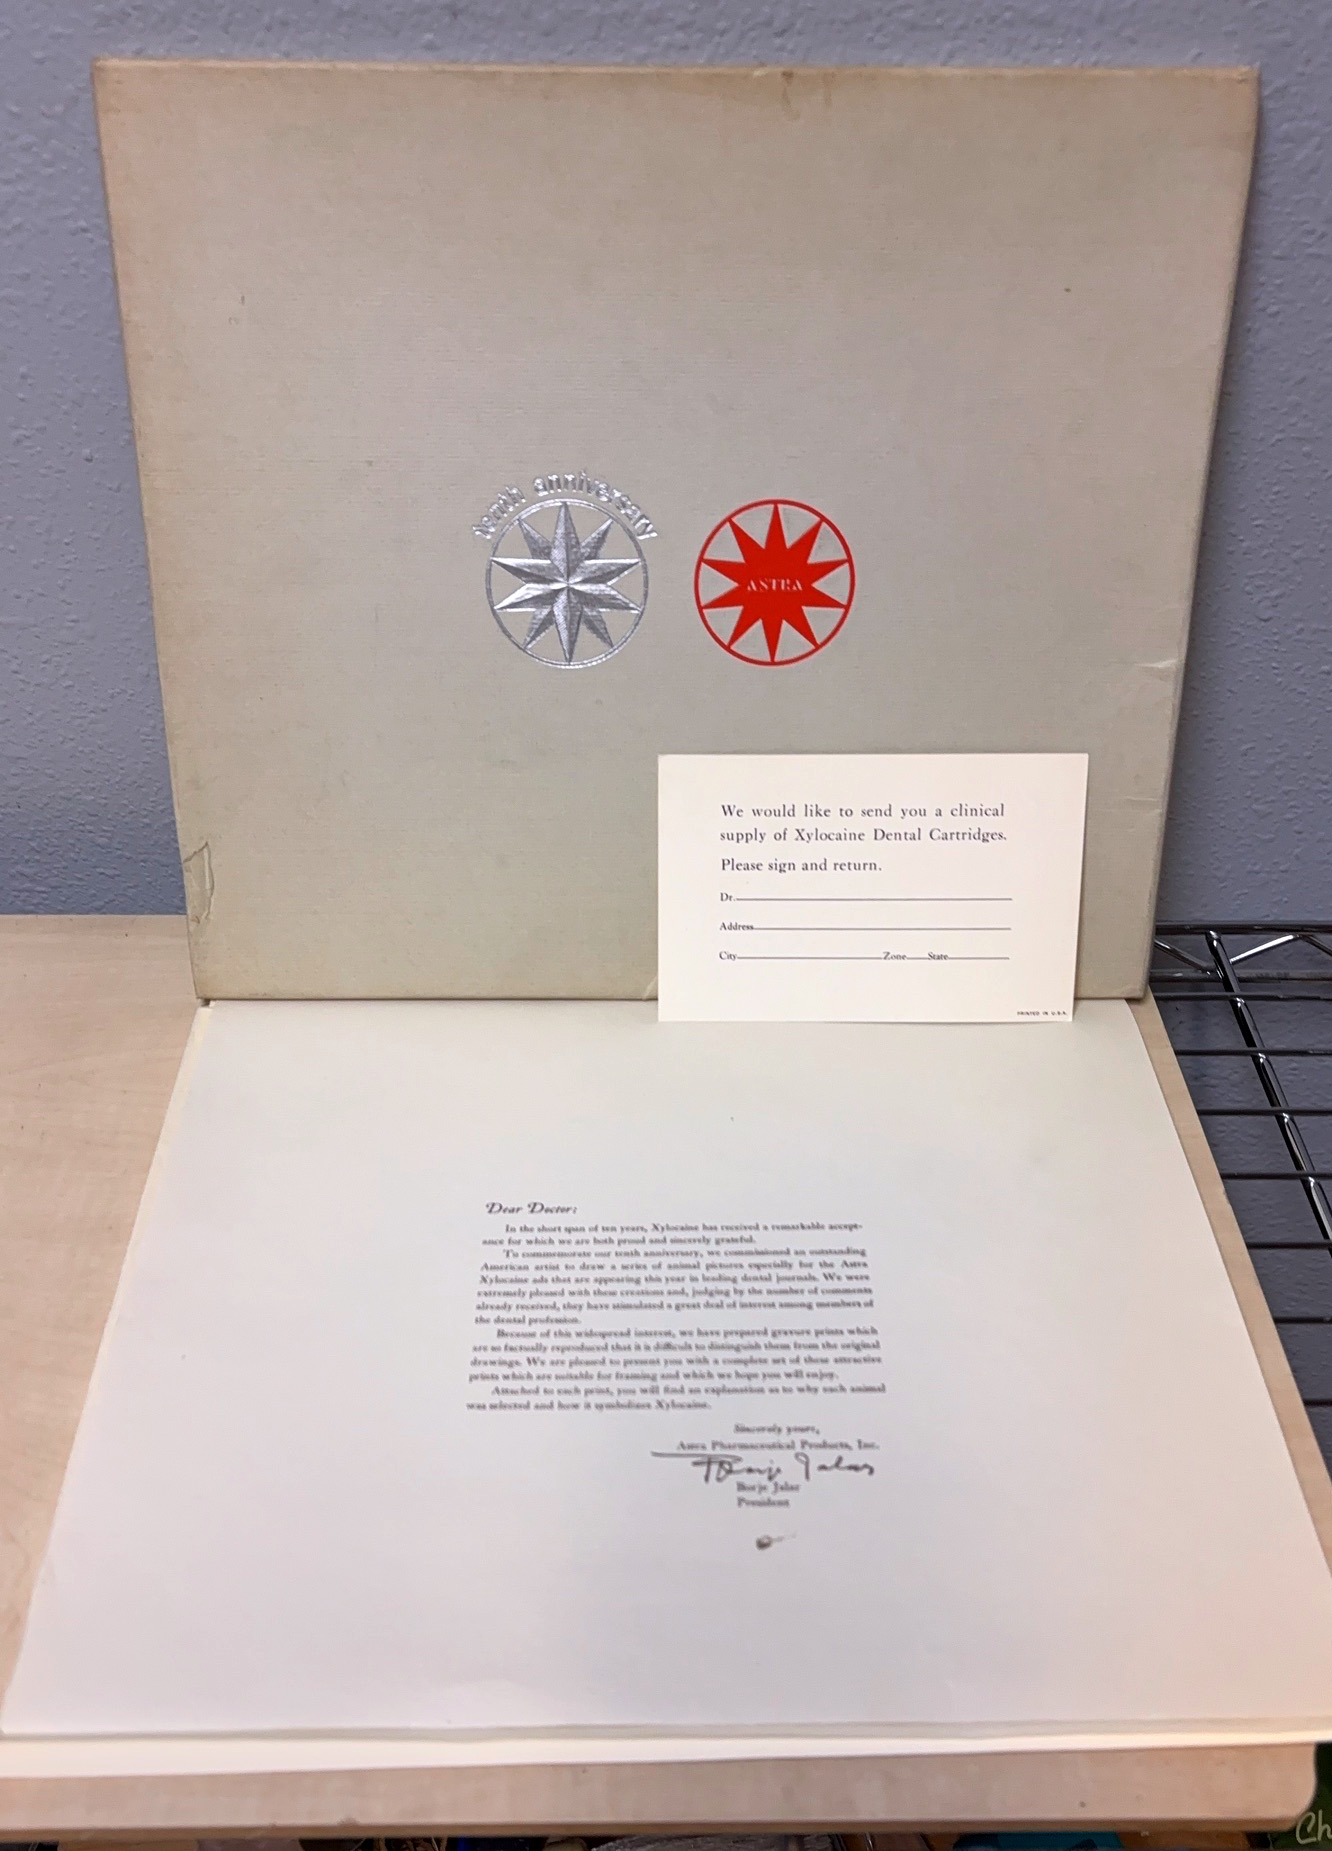 tenth anniversary
ASTRA
We would like to send you a clinical
supply of Xylocaine Dental Cartridges.
Please sign and return.
Dr.
Address
City Zone State
PRINTED IN U.S.A.
Dear Doctor:
In the short span of ten years, Xylocaine has received a remarkable accept-
ance for which we are both proud and sincerely grateful.
To commemorate our tenth anniversary, we commissioned an outstanding
American artist to draw a series of animal pictures especially for the Astra
Xylocaine ads that are appearing this year in leading dental journals. We were
extremely pleased with these creations and, judging by the number of comments
already received, they have stimulated a great deal of interest among members of
the dental profession.
Because of this widespread interest, we have prepared gravure prints which
are so factually reproduced that it is difficult to distinguish them from the original
drawings. We are pleased to present you with a complete set of these attractive
prints which are suitable for framing and which we hope you will enjoy.
Attached to each print, you will find an explanation as to why each animal
was selected and how it symbolizes Xylocaine.
Sincerely yours,
Astra Pharmaceutical Products, Inc.
Borje Jalar
Borje Jalar
President
Ch